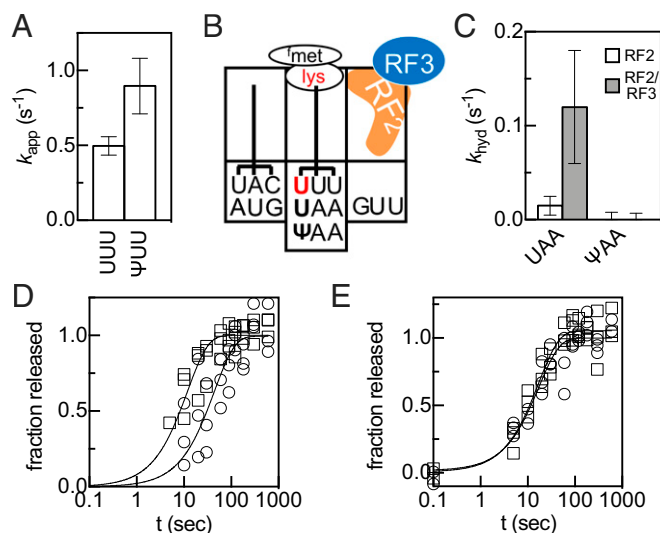 A
k_app (s⁻¹)
1.0
0.5
0.0
UUU
ΨUU
B
fmet
lys
RF3
RF2
UAC
UUU
AUG
UAA
GUU
ΨAA
C
k_hyd (s⁻¹)
0.2
0.1
0.0
RF2
RF2/
RF3
UAA
ΨAA
D
fraction released
1.0
0.5
0.0
0.1
1
10
100
1000
t (sec)
E
fraction released
1.0
0.5
0.0
0.1
1
10
100
1000
t (sec)